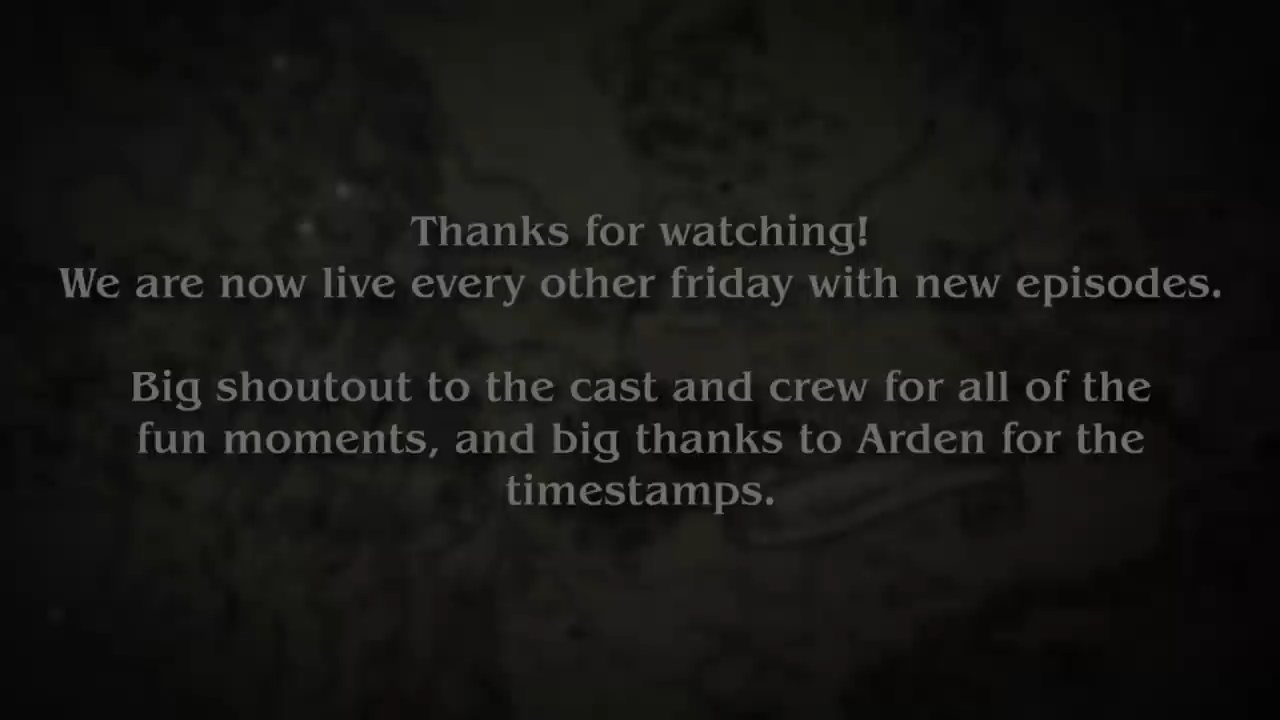 Thanks for watching!
We are now live every other friday with new episodes.
Big shoutout to the cast and crew for all of the
fun moments, and big thanks to Arden for the
timestamps.